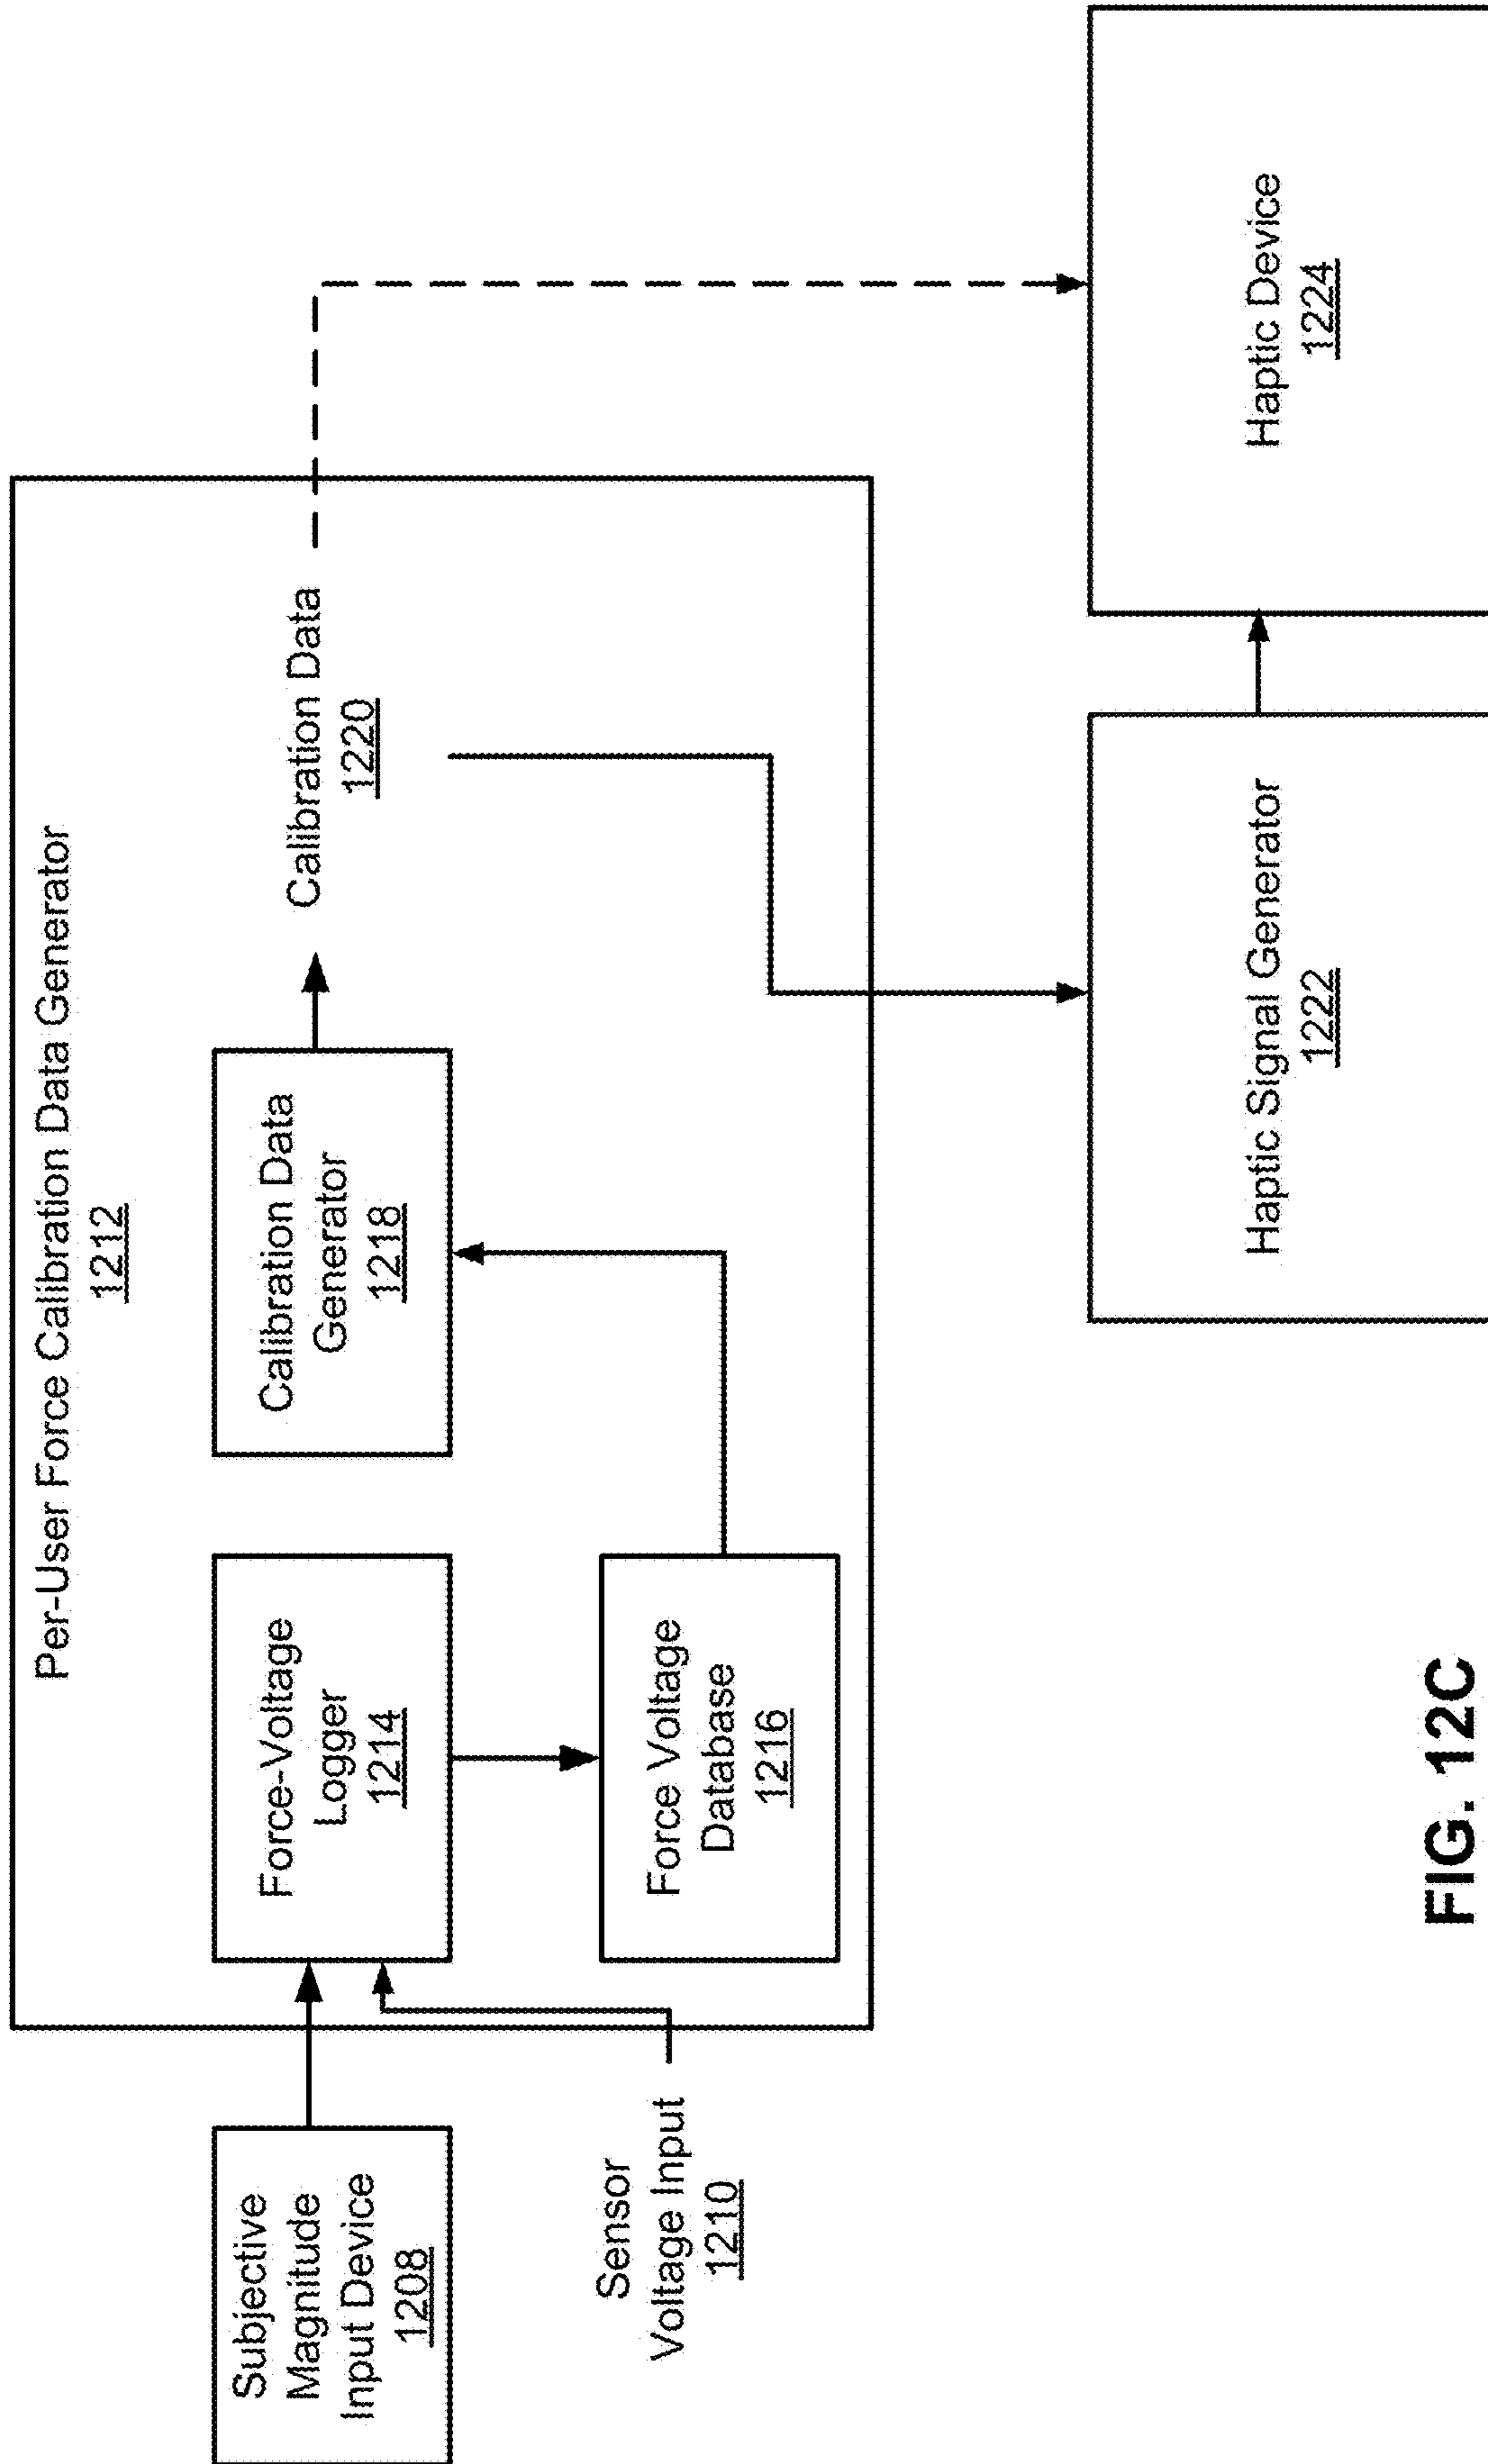 Per-User Force Calibration Data Generator
1212
Subjective
Magnitude
Input Device
1208
Force-Voltage
Logger
1214
Calibration Data
Generator
1218
Calibration Data
1220
Sensor
Voltage Input
1210
Force Voltage
Database
1216
Haptic Signal Generator
1222
Haptic Device
1224
FIG. 12C